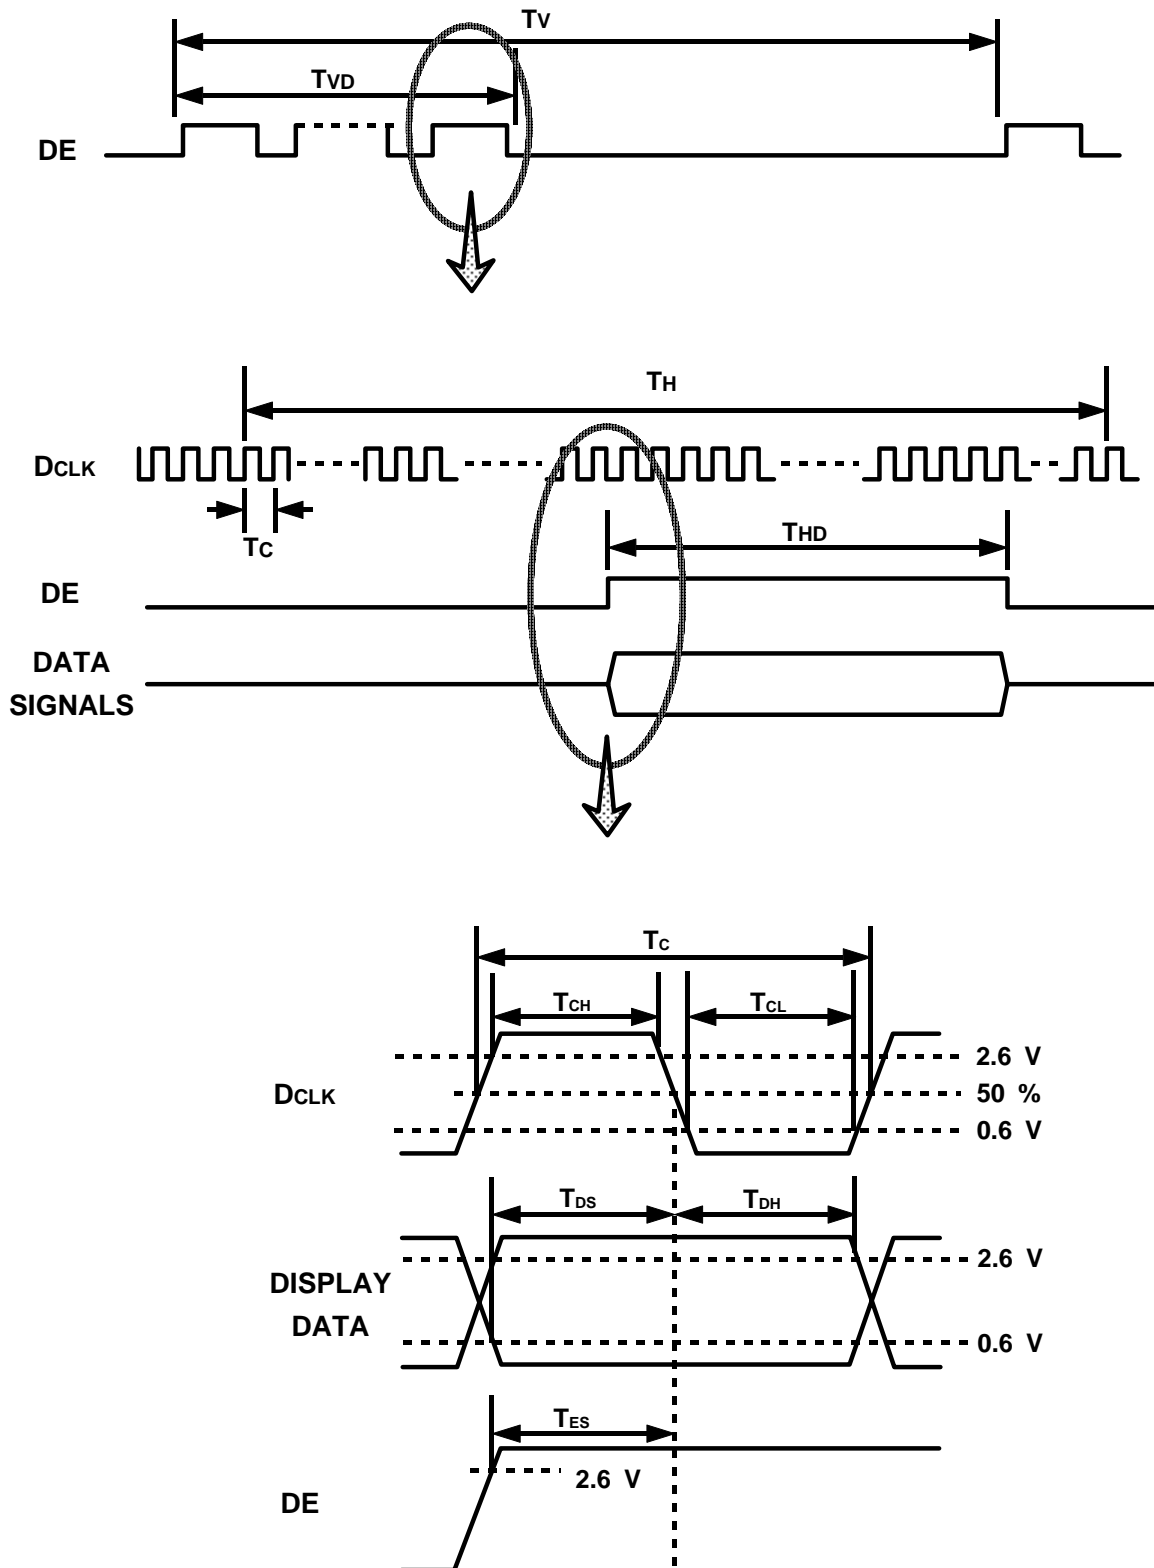 TV
TVD
DE
TH
DCLK
TC
THD
DE
DATA
SIGNALS
TC
TCH
TCL
2.6 V
DCLK
50 %
0.6 V
TDS
TDH
2.6 V
DISPLAY
DATA
0.6 V
TES
2.6 V
DE